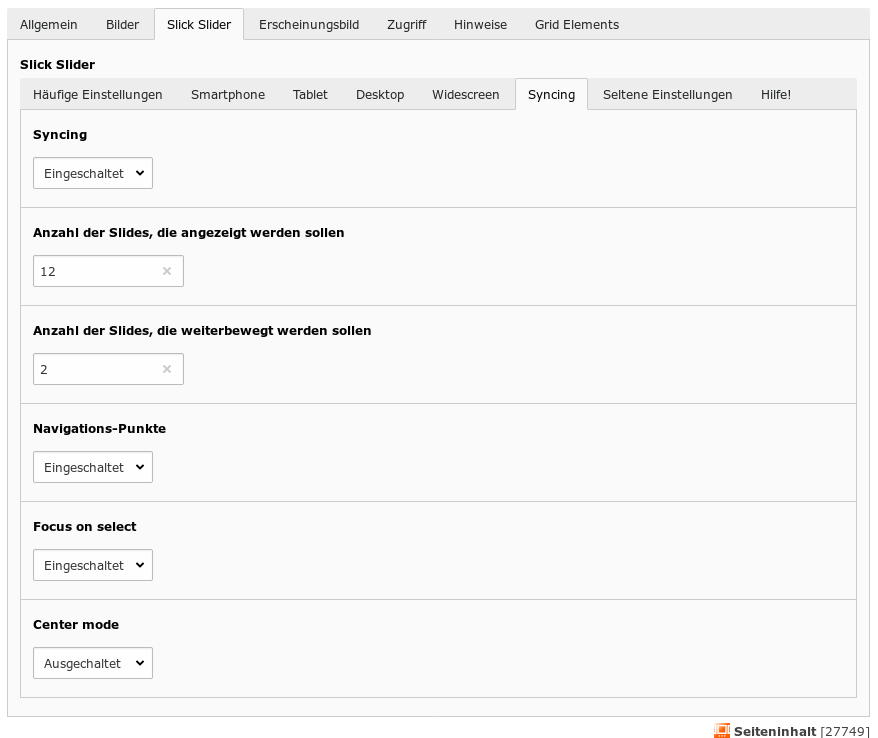 Allgemein Bilder Slick Slider Erscheinungsbild Zugriff Hinweise Grid Elements
Slick Slider
Häufige Einstellungen Smartphone Tablet Desktop Widescreen Syncing Seltene Einstellungen Hilfe!
Syncing
Eingeschaltet
Anzahl der Slides, die angezeigt werden sollen
12
Anzahl der Slides, die weiterbewegt werden sollen
2
Navigations-Punkte
Eingeschaltet
Focus on select
Eingeschaltet
Center mode
Ausgechaltet
Seiteninhalt [27749]